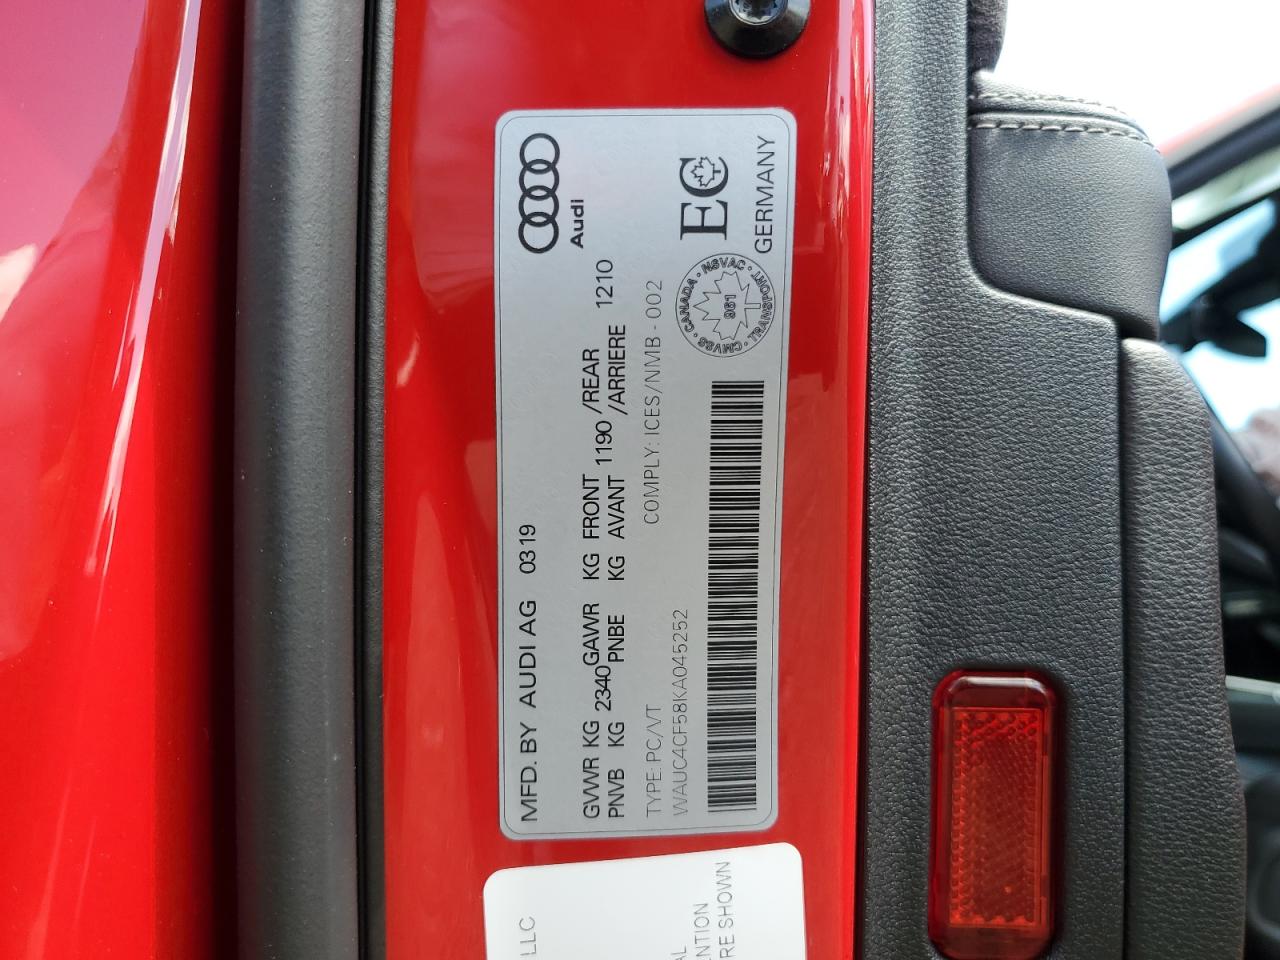 Audi
MFD. BY AUDI AG 0319
GVWR KG 2340 GAWR KG FRONT 1190 /REAR 1210
PNVB KG PNBE KG AVANT /ARRIERE
TYPE: PC/VT COMPLY: ICES/NMB - 002
WAUC4CF58KA045252
EC
CANADA · NSVAC · TRANSPORT · CMVSS ·
961
GERMANY
LLC
AL
ENTION
RE SHOWN